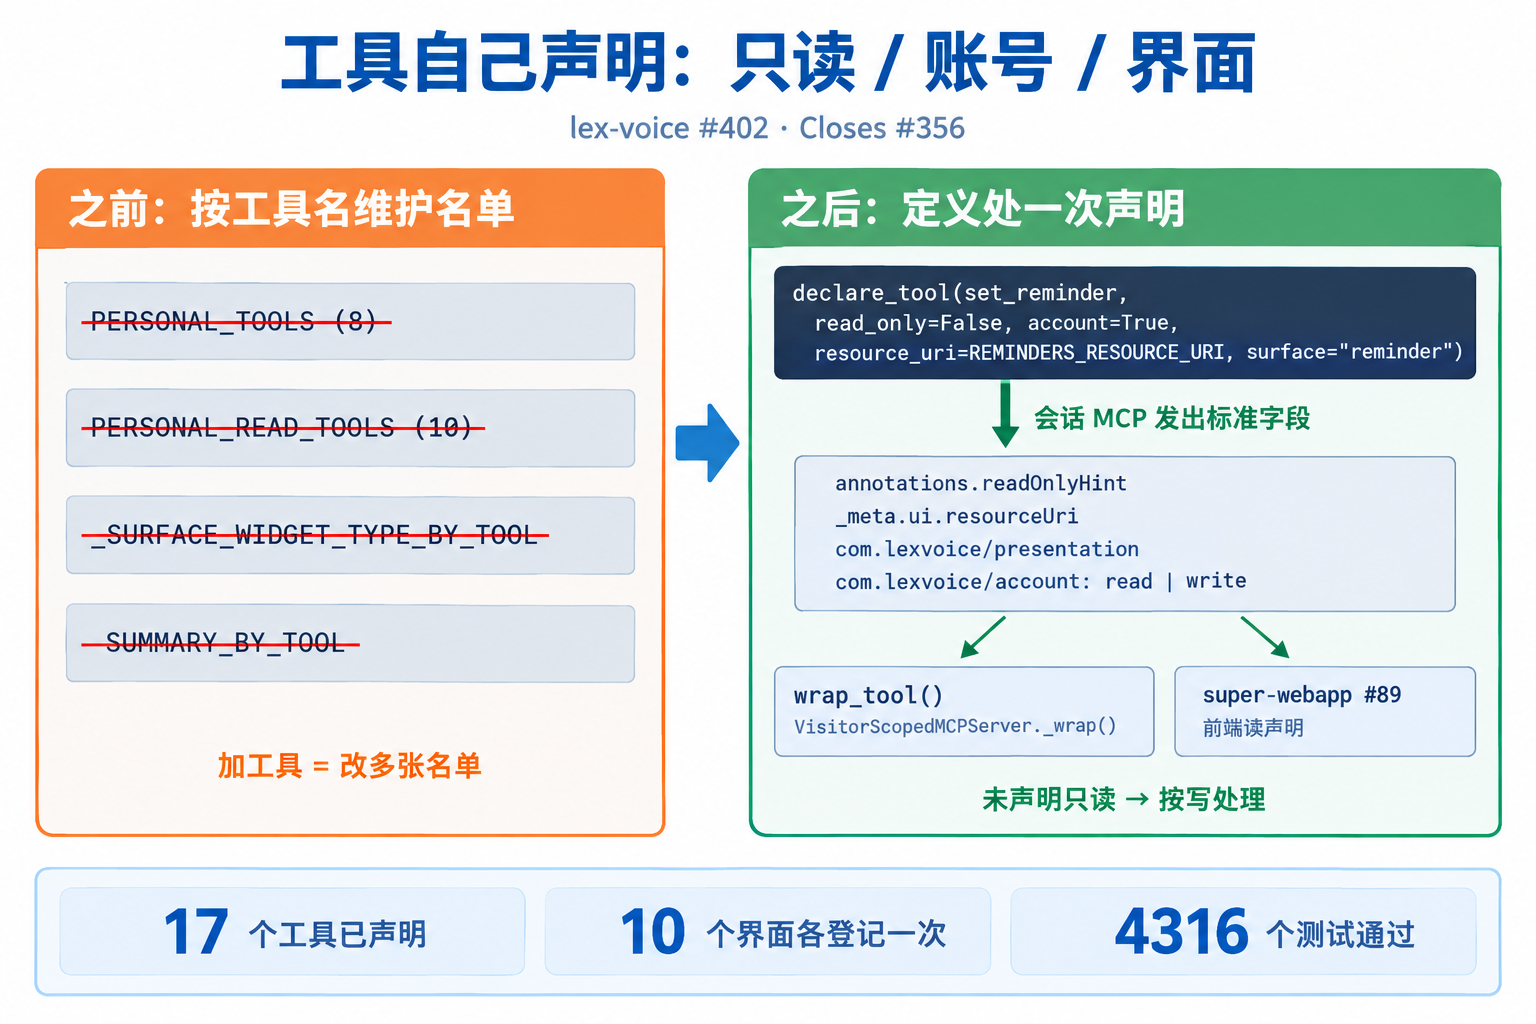 工具自己声明：只读 / 账号 / 界面
lex-voice #402 · Closes #356
之前：按工具名维护名单
PERSONAL_TOOLS (8)
PERSONAL_READ_TOOLS (10)
_SURFACE_WIDGET_TYPE_BY_TOOL
_SUMMARY_BY_TOOL
加工具 = 改多张名单
之后：定义处一次声明
declare_tool(set_reminder,
read_only=False, account=True,
resource_uri=REMINDERS_RESOURCE_URI, surface="reminder")
会话 MCP 发出标准字段
annotations.readOnlyHint
_meta.ui.resourceUri
com.lexvoice/presentation
com.lexvoice/account: read | write
wrap_tool()
VisitorScopedMCPServer._wrap()
super-webapp #89
前端读声明
未声明只读 → 按写处理
17 个工具已声明
10 个界面各登记一次
4316 个测试通过